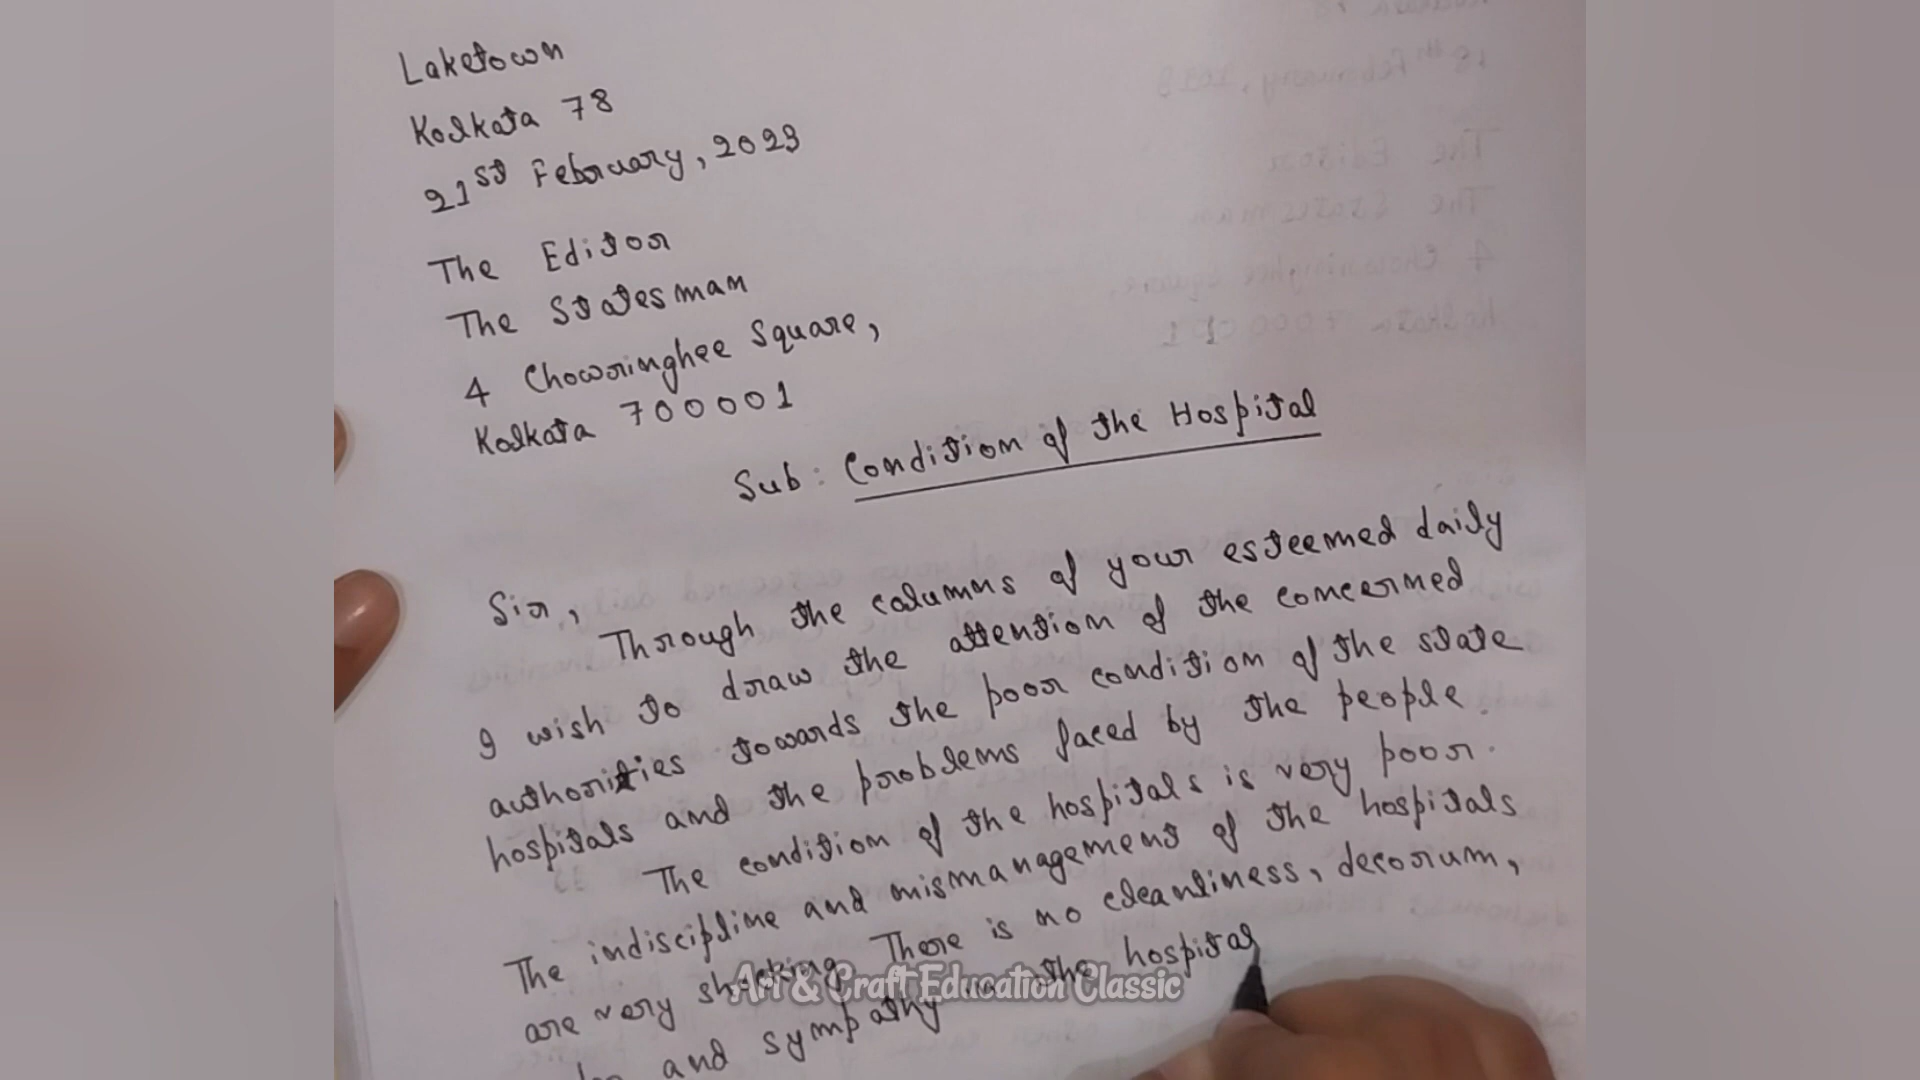 Laketown
Kolkata 78
21st February, 2023
The Editor
The Statesman
4 Chowringhee Square,
Kolkata 700001
Sub: Condition of the Hospital
Sir,
Through the columns of your esteemed daily
I wish to draw the attention of the concerned
authorities towards the poor condition of the state
hospitals and the problems faced by the people.
The condition of the hospitals is very poor.
The indiscipline and mismanagement of the hospitals
are very shocking. There is no cleanliness, decorum,
and sympathy in the hospital
Art & Craft Education Classic